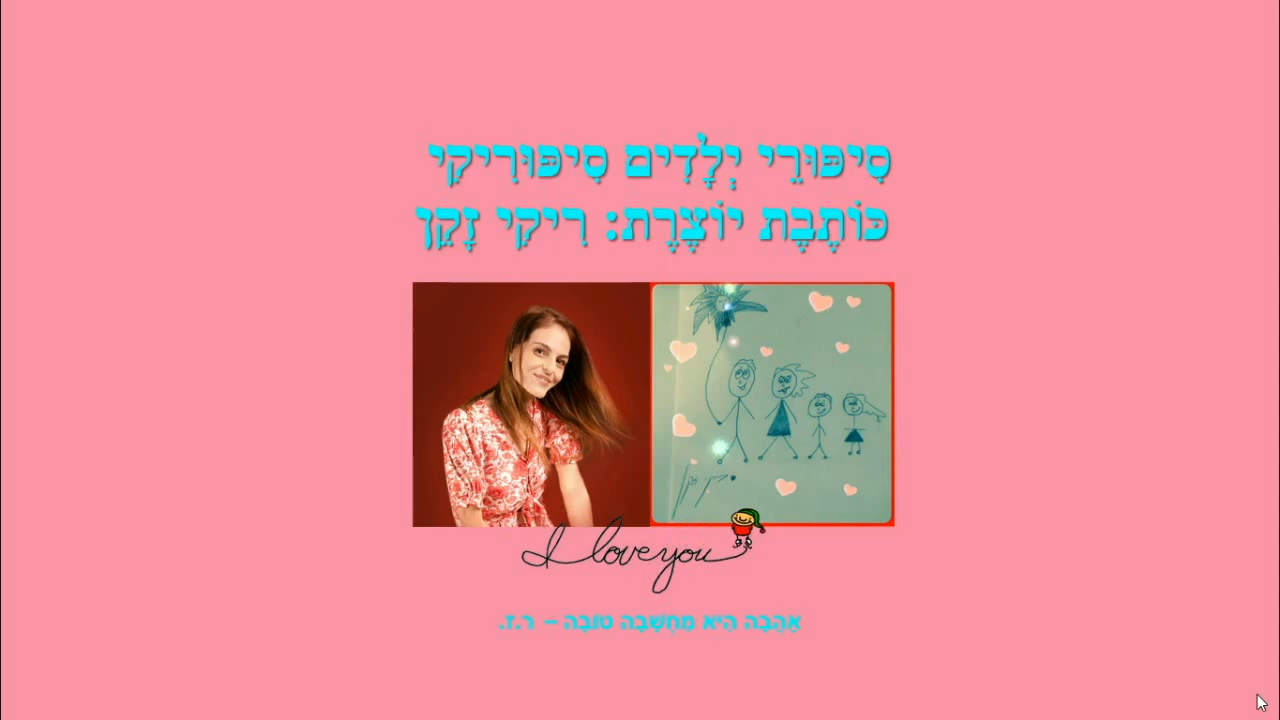 סִיפּוּרֵי יְלָדִים סִיפּוּרִיקִי
כּוֹתֶבֶת יוֹצֶרֶת: רִיקִי זָקֵן
I love you
אַהֲבָה הִיא מַחְשָׁבָה טוֹבָה – ר.ז.